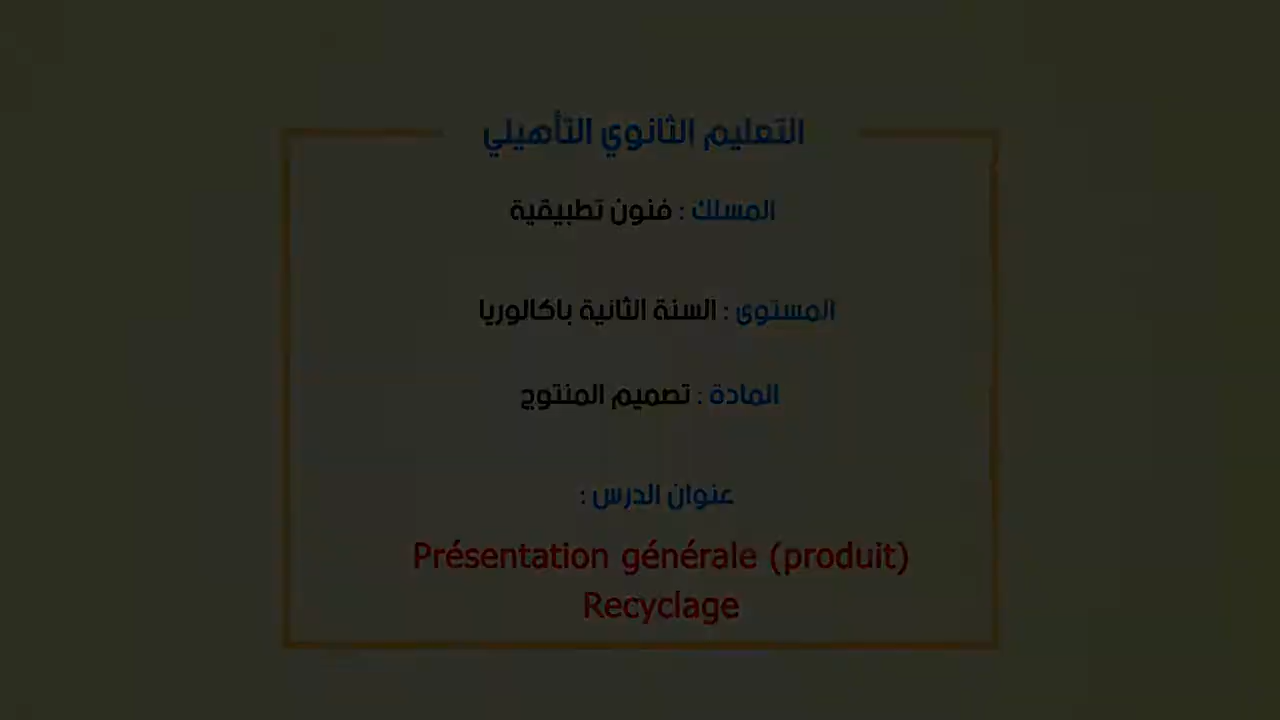 التعليم الثانوي التأهيلي
المسلك : فنون تطبيقية
المستوى : السنة الثانية باكالوريا
المادة : تصميم المنتوج
عنوان الدرس :
Présentation générale (produit)
Recyclage